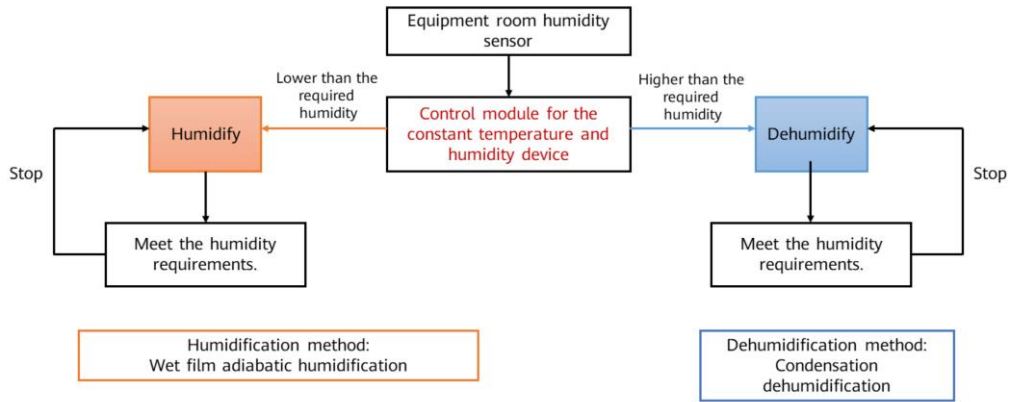 Equipment room humidity
sensor
Lower than the
required
humidity
Higher than the
required
humidity
Humidify
Control module for the
constant temperature and
humidity device
Dehumidify
Stop
Stop
Meet the humidity
requirements.
Meet the humidity
requirements.
Humidification method:
Wet film adiabatic humidification
Dehumidification method:
Condensation
dehumidification